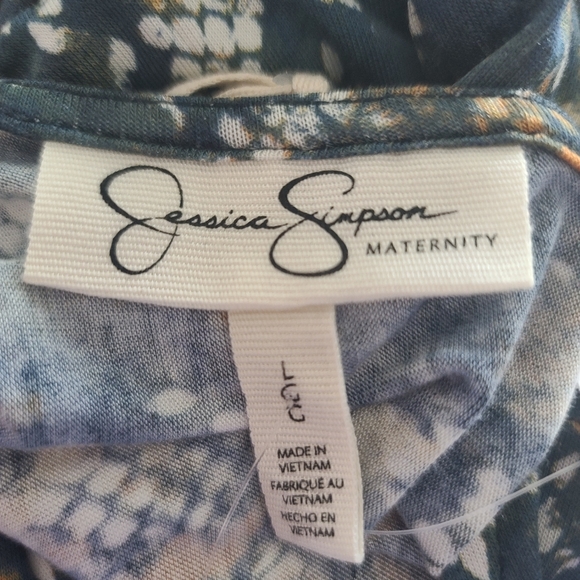 Jessica Simpson
MATERNITY
L
G
G
MADE IN
VIETNAM
FABRIQUÉ AU
VIETNAM
HECHO EN
VIETNAM